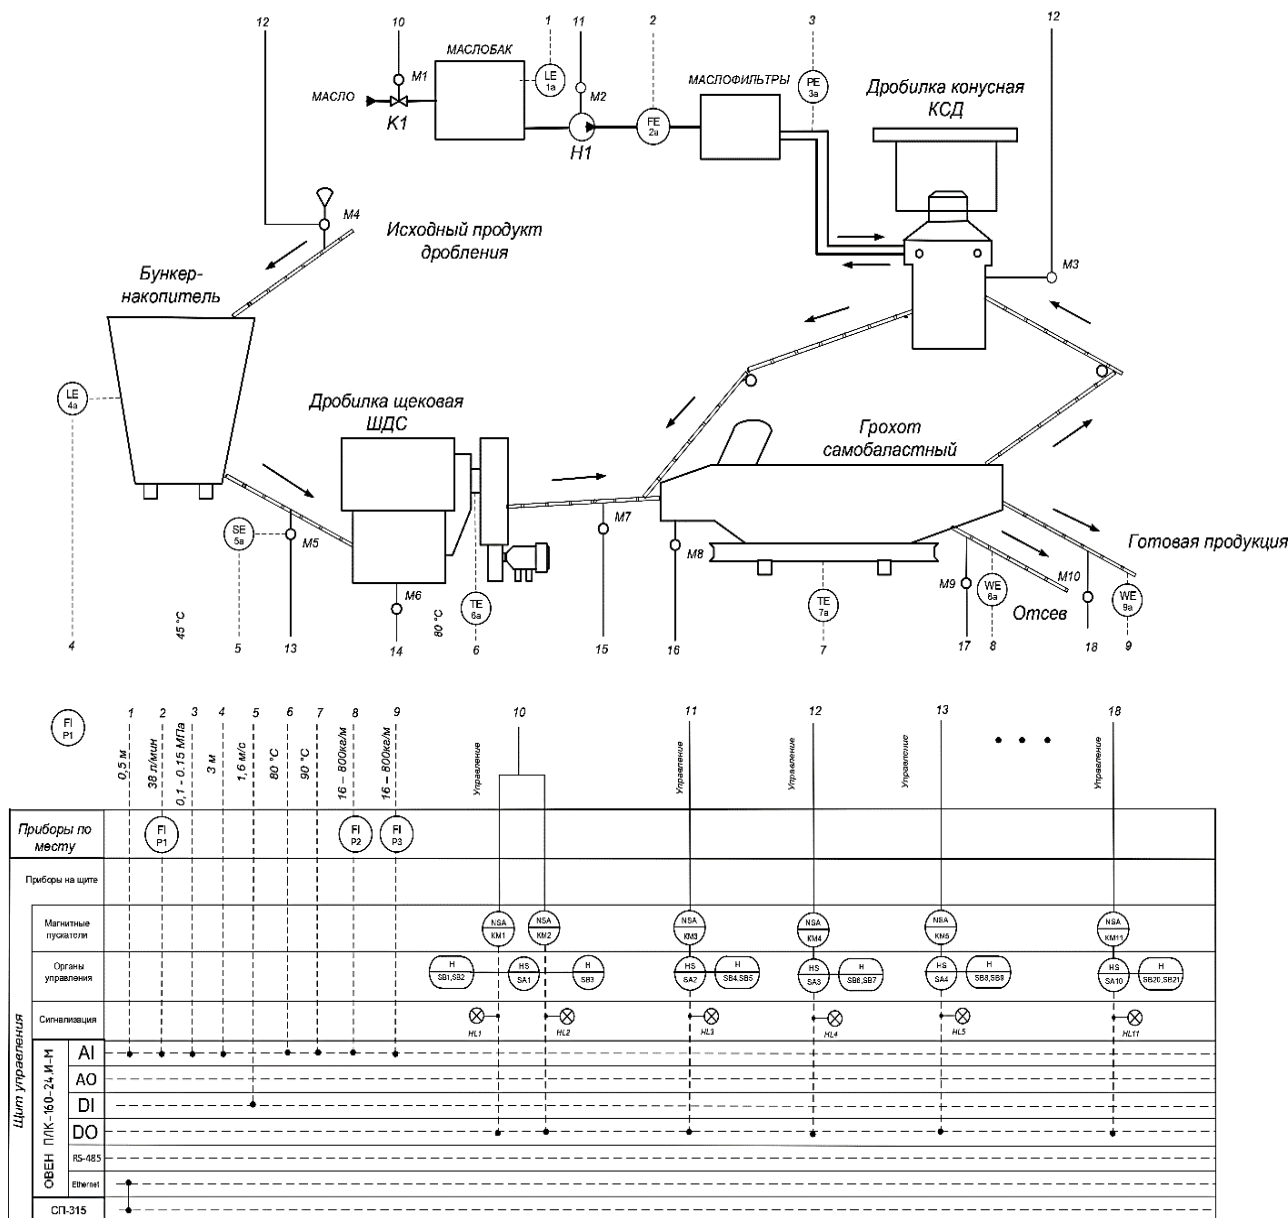 12
10
1
11
2
3
12
МАСЛОБАК
M1
LE
1a
M2
МАСЛО
K1
H1
FE
2a
МАСЛОФИЛЬТРЫ
PE
3a
Дробилка конусная
КСД
M4
Исходный продукт
дробления
M3
Бункер-
накопитель
LE
4a
Дробилка щековая
ШДС
Грохот
самобаластный
SE
5a
M5
M6
TE
6a
M7
M8
TE
7a
M9
WE
6a
M10
WE
9a
Готовая продукция
Отсев
45 °C
80 °C
4
5
13
14
6
15
16
7
17
8
18
9
FI
P1
1
2
3
4
5
6
7
8
9
10
11
12
13
18
0,5 м
38 л/мин
0,1 - 0.15 МПа
3 м
1,6 м/с
80 °C
90 °C
16 – 800кг/м
16 – 800кг/м
Управление
Управление
Управление
Управление
Управление
Приборы по
месту
FI
P1
FI
P2
FI
P3
Приборы на щите
Щит управления
Магнитные
пускатели
NSA
KM1
NSA
KM2
NSA
KM3
NSA
KM4
NSA
KM5
NSA
KM11
Органы
управления
H
SB1,SB2
HS
SA1
H
SB3
HS
SA2
H
SB4,SB5
HS
SA3
H
SB6,SB7
HS
SA4
H
SB8,SB9
HS
SA10
H
SB20,SB21
Сигнализация
HL1
HL2
HL3
HL4
HL5
HL11
ОВЕН ПЛК-160-24.И-М
AI
AO
DI
DO
RS-485
Ethernet
СП-315